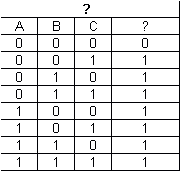 ?
A B C ?
0 0 0 0
0 0 1 1
0 1 0 1
0 1 1 1
1 0 0 1
1 0 1 1
1 1 0 1
1 1 1 1